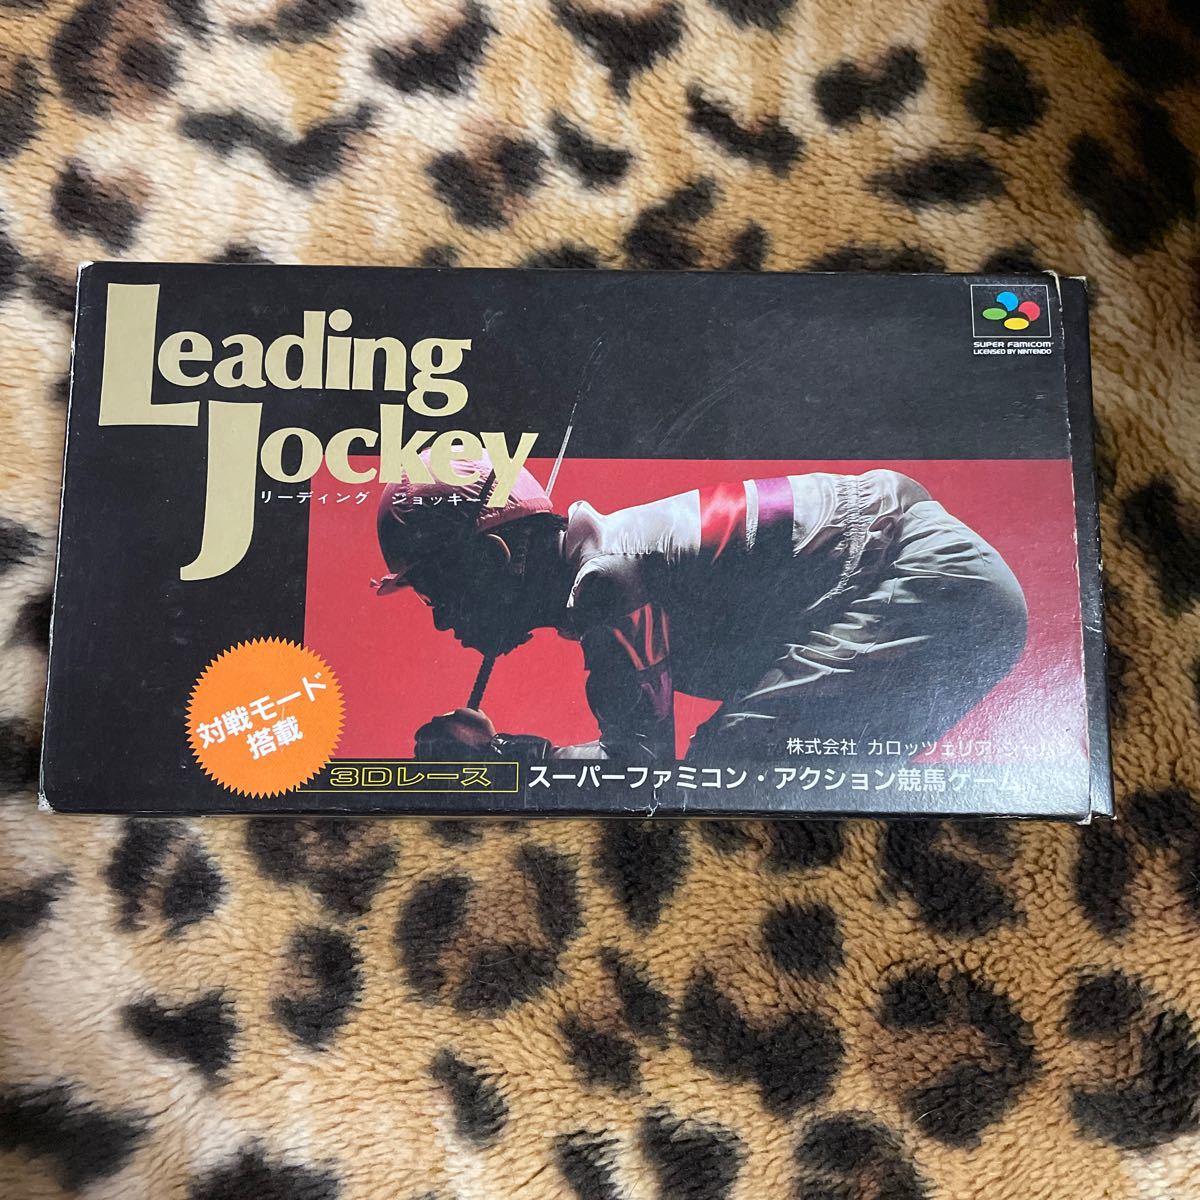 Leading
Jockey
リーディング ジョッキー
SUPER FAMICOM
LICENSED BY NINTENDO
対戦モード
搭載
株式会社 カロッツェリア ジャパン
3Dレース
スーパーファミコン・アクション競馬ゲーム